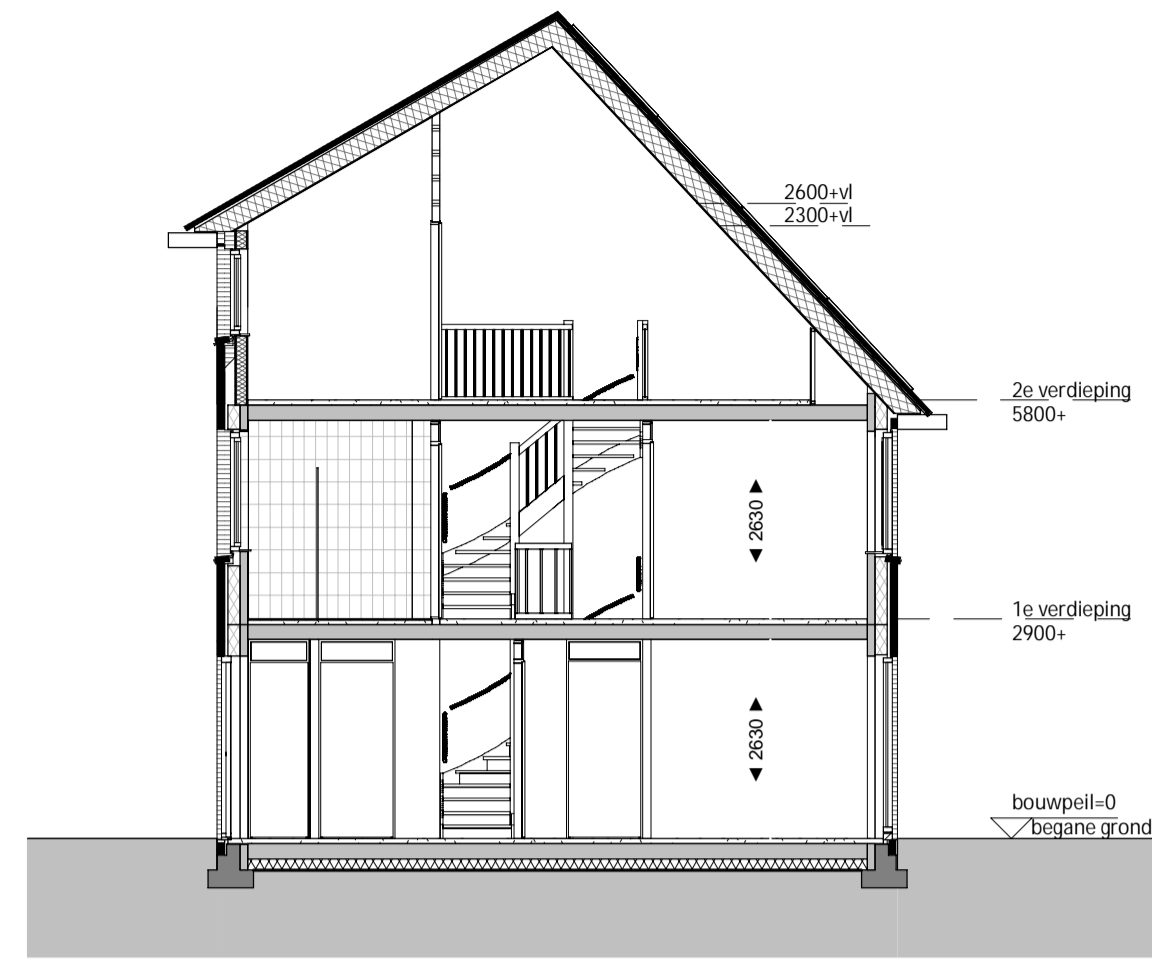 2600+vl
2300+vl
2e verdieping
5800+
2630
1e verdieping
2900+
2630
bouwpeil=0
begane grond